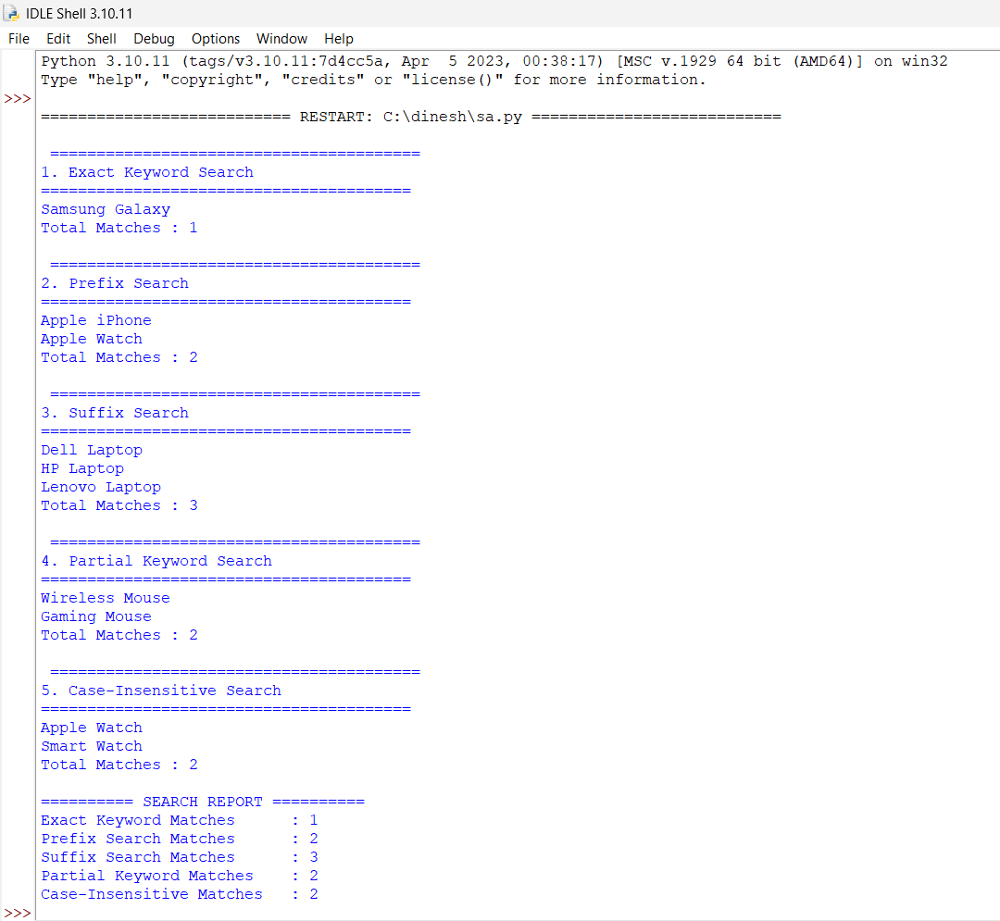 IDLE Shell 3.10.11
File Edit Shell Debug Options Window Help
Python 3.10.11 (tags/v3.10.11:7d4cc5a, Apr  5 2023, 00:38:17) [MSC v.1929 64 bit (AMD64)] on win32
Type "help", "copyright", "credits" or "license()" for more information.
>>>
=========================== RESTART: C:\dinesh\sa.py ===========================

 ========================================
1. Exact Keyword Search
========================================
Samsung Galaxy
Total Matches : 1

 ========================================
2. Prefix Search
========================================
Apple iPhone
Apple Watch
Total Matches : 2

 ========================================
3. Suffix Search
========================================
Dell Laptop
HP Laptop
Lenovo Laptop
Total Matches : 3

 ========================================
4. Partial Keyword Search
========================================
Wireless Mouse
Gaming Mouse
Total Matches : 2

 ========================================
5. Case-Insensitive Search
========================================
Apple Watch
Smart Watch
Total Matches : 2

========== SEARCH REPORT ==========
Exact Keyword Matches      : 1
Prefix Search Matches      : 2
Suffix Search Matches      : 3
Partial Keyword Matches    : 2
Case-Insensitive Matches   : 2
>>>